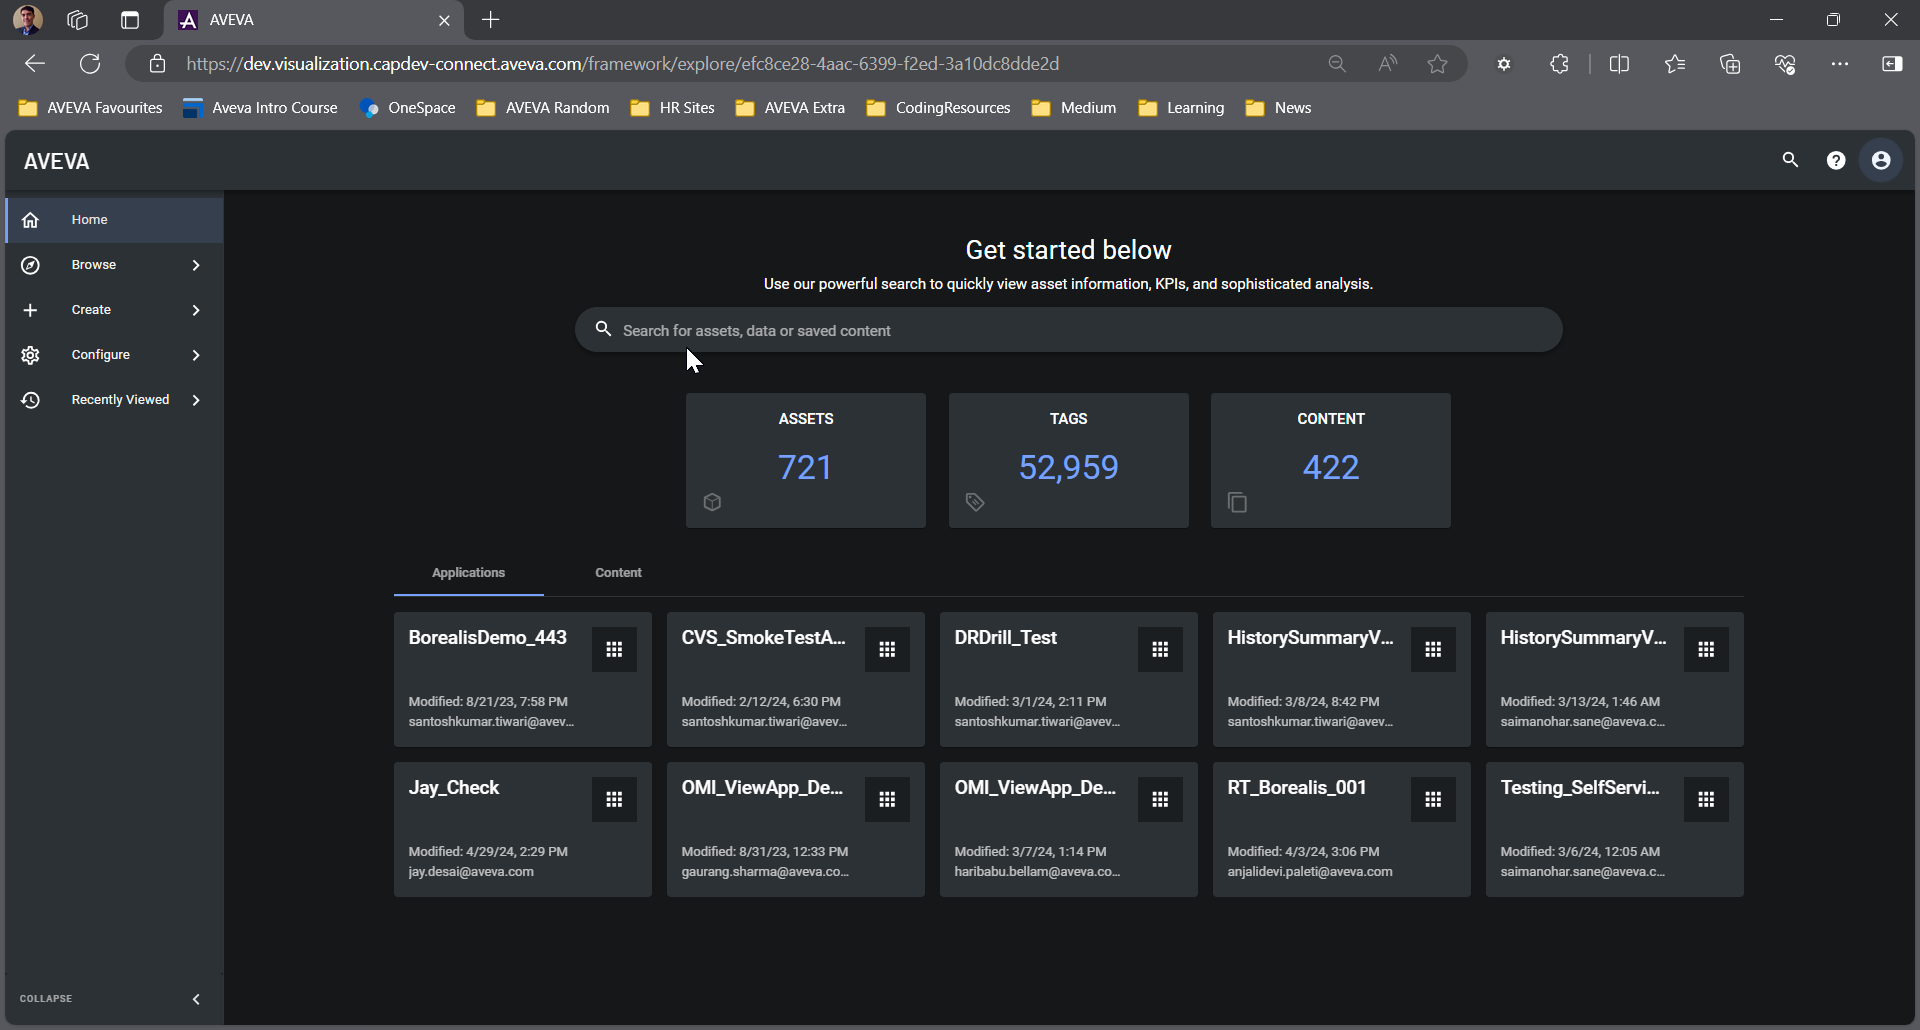 AVEVA
https://dev.visualization.capdev-connect.aveva.com/framework/explore/efc8ce28-4aac-6399-f2ed-3a10dc8dde2d
AVEVA Favourites Aveva Intro Course OneSpace AVEVA Random HR Sites AVEVA Extra CodingResources Medium Learning News
AVEVA
Home
Browse
Create
Configure
Recently Viewed
COLLAPSE
Get started below
Use our powerful search to quickly view asset information, KPIs, and sophisticated analysis.
Search for assets, data or saved content
ASSETS
721
TAGS
52,959
CONTENT
422
Applications Content
BorealisDemo_443
Modified: 8/21/23, 7:58 PM
santoshkumar.tiwari@avev...
CVS_SmokeTestA...
Modified: 2/12/24, 6:30 PM
santoshkumar.tiwari@avev...
DRDrill_Test
Modified: 3/1/24, 2:11 PM
santoshkumar.tiwari@avev...
HistorySummaryV...
Modified: 3/8/24, 8:42 PM
santoshkumar.tiwari@avev...
HistorySummaryV...
Modified: 3/13/24, 1:46 AM
saimanohar.sane@aveva.c...
Jay_Check
Modified: 4/29/24, 2:29 PM
jay.desai@aveva.com
OMI_ViewApp_De...
Modified: 8/31/23, 12:33 PM
gaurang.sharma@aveva.co...
OMI_ViewApp_De...
Modified: 3/7/24, 1:14 PM
haribabu.bellam@aveva.co...
RT_Borealis_001
Modified: 4/3/24, 3:06 PM
anjalidevi.paleti@aveva.com
Testing_SelfServi...
Modified: 3/6/24, 12:05 AM
saimanohar.sane@aveva.c...